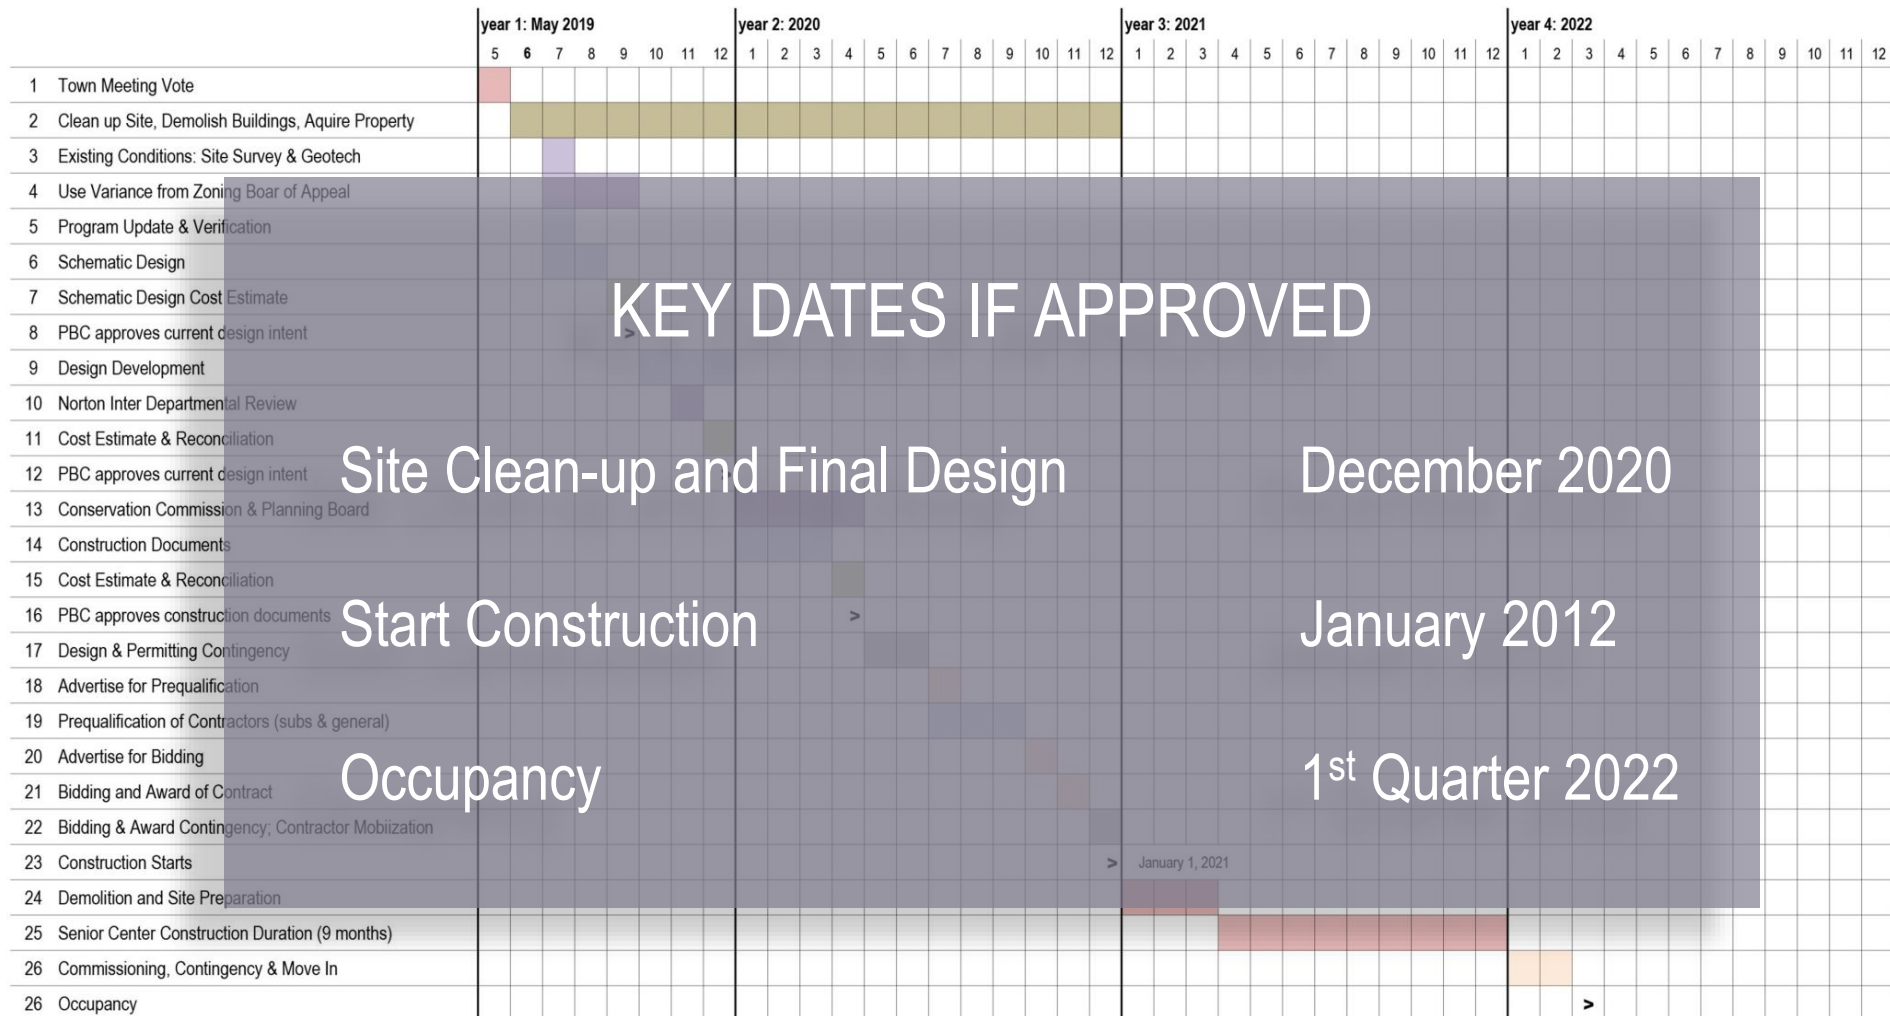 year 1: May 2019 year 2: 2020 year 3: 2021 year 4: 2022
5 6 7 8 9 10 11 12 1 2 3 4 5 6 7 8 9 10 11 12 1 2 3 4 5 6 7 8 9 10 11 12 1 2 3 4 5 6 7 8 9 10 11 12
1 Town Meeting Vote
2 Clean up Site, Demolish Buildings, Aquire Property
3 Existing Conditions: Site Survey & Geotech
4 Use Variance from Zoning Boar of Appeal
5 Program Update & Verification
6 Schematic Design
7 Schematic Design Cost Estimate
KEY DATES IF APPROVED
8 PBC approves current design intent >
9 Design Development
10 Norton Inter Departmental Review
11 Cost Estimate & Reconciliation
Site Clean-up and Final Design December 2020
12 PBC approves current design intent >
13 Conservation Commission & Planning Board
14 Construction Documents
15 Cost Estimate & Reconciliation
16 PBC approves construction documents >
Start Construction January 2012
17 Design & Permitting Contingency
18 Advertise for Prequalification
19 Prequalification of Contractors (subs & general)
20 Advertise for Bidding
Occupancy 1st Quarter 2022
21 Bidding and Award of Contract
22 Bidding & Award Contingency; Contractor Mobiization
23 Construction Starts > January 1, 2021
24 Demolition and Site Preparation
25 Senior Center Construction Duration (9 months)
26 Commissioning, Contingency & Move In
26 Occupancy >